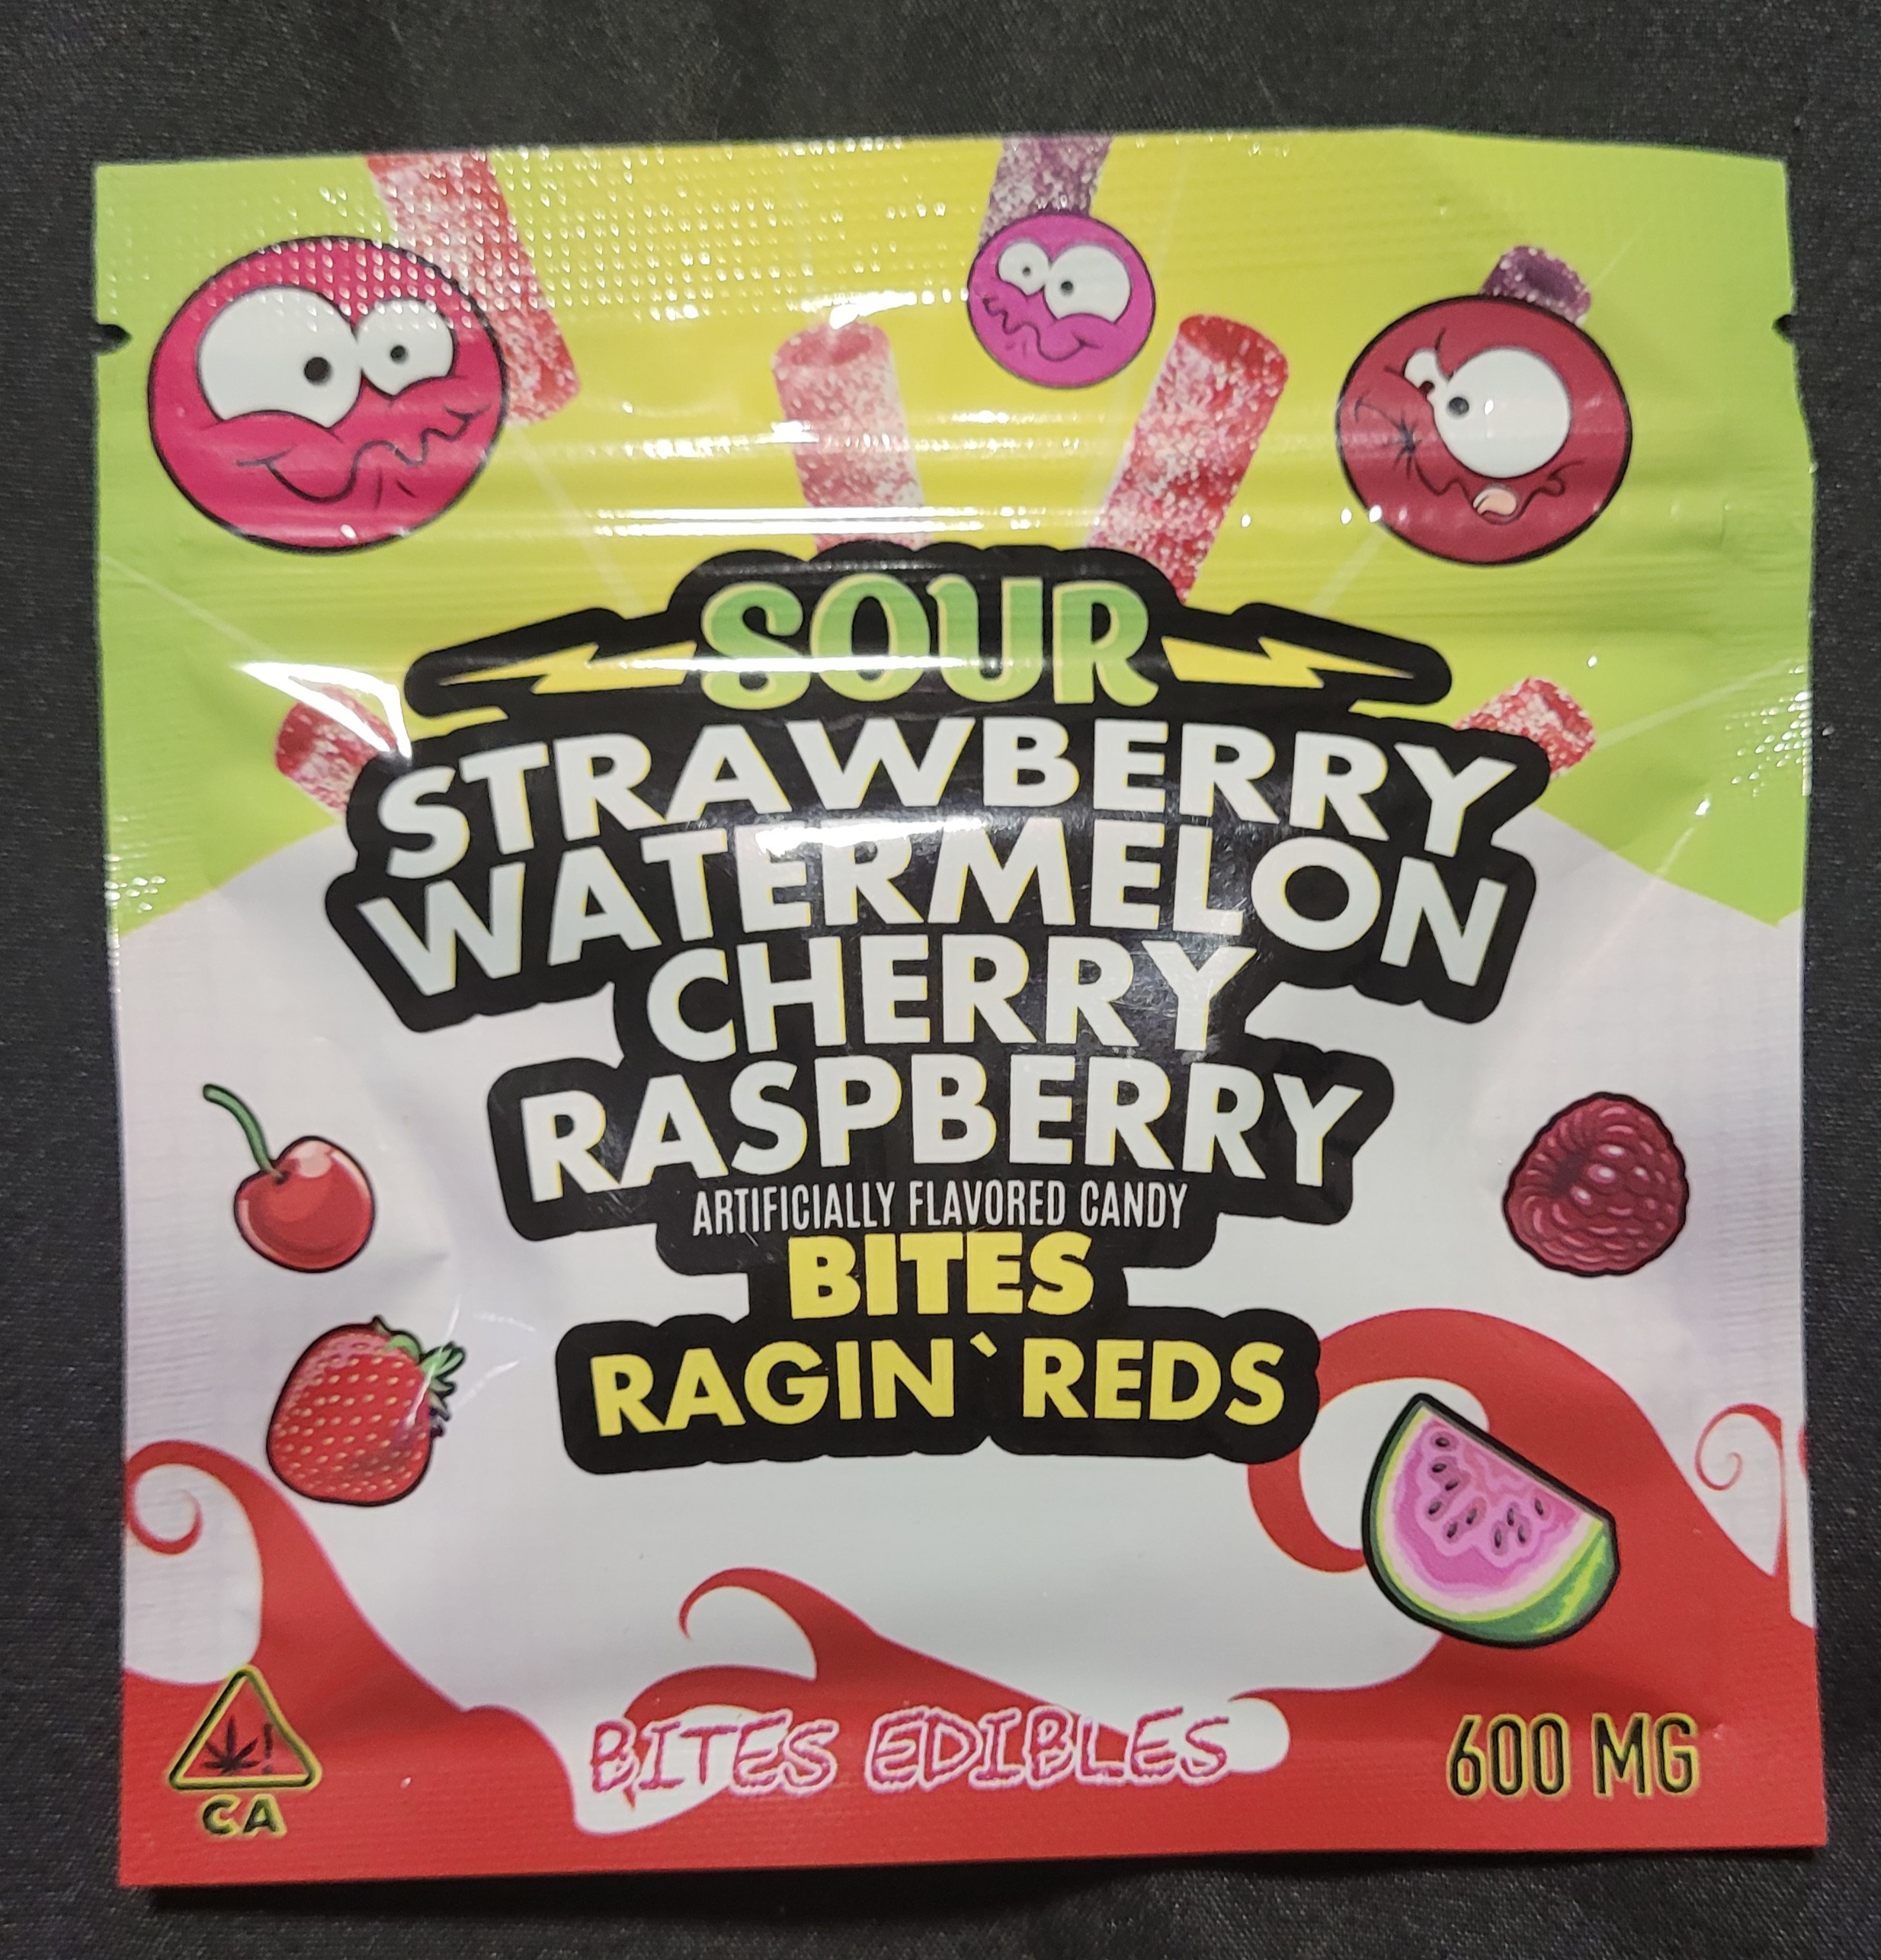 SOUR
STRAWBERRY
WATERMELON
CHERRY
RASPBERRY
ARTIFICIALLY FLAVORED CANDY
BITES
RAGIN` REDS
!
CA
BITES EDIBLES
600 MG